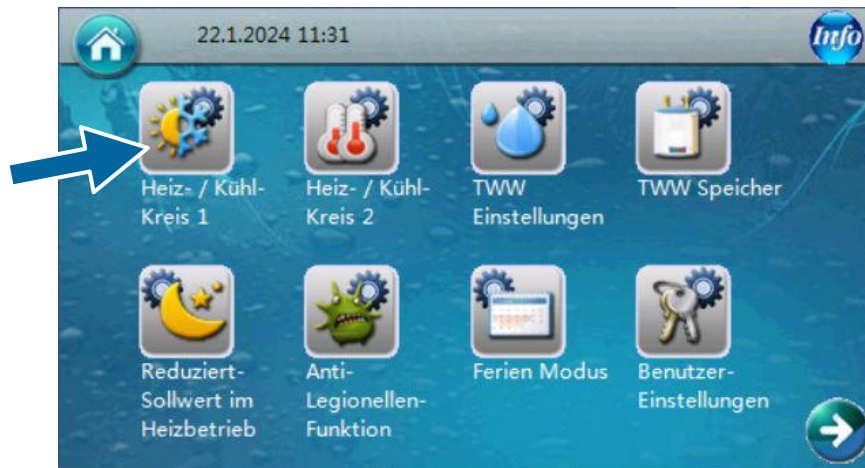 22.1.2024 11:31
Info
Heiz- / Kühl-
Kreis 1
Heiz- / Kühl-
Kreis 2
TWW
Einstellungen
TWW Speicher
Reduziert-
Sollwert im
Heizbetrieb
Anti-
Legionellen-
Funktion
Ferien Modus
Benutzer-
Einstellungen